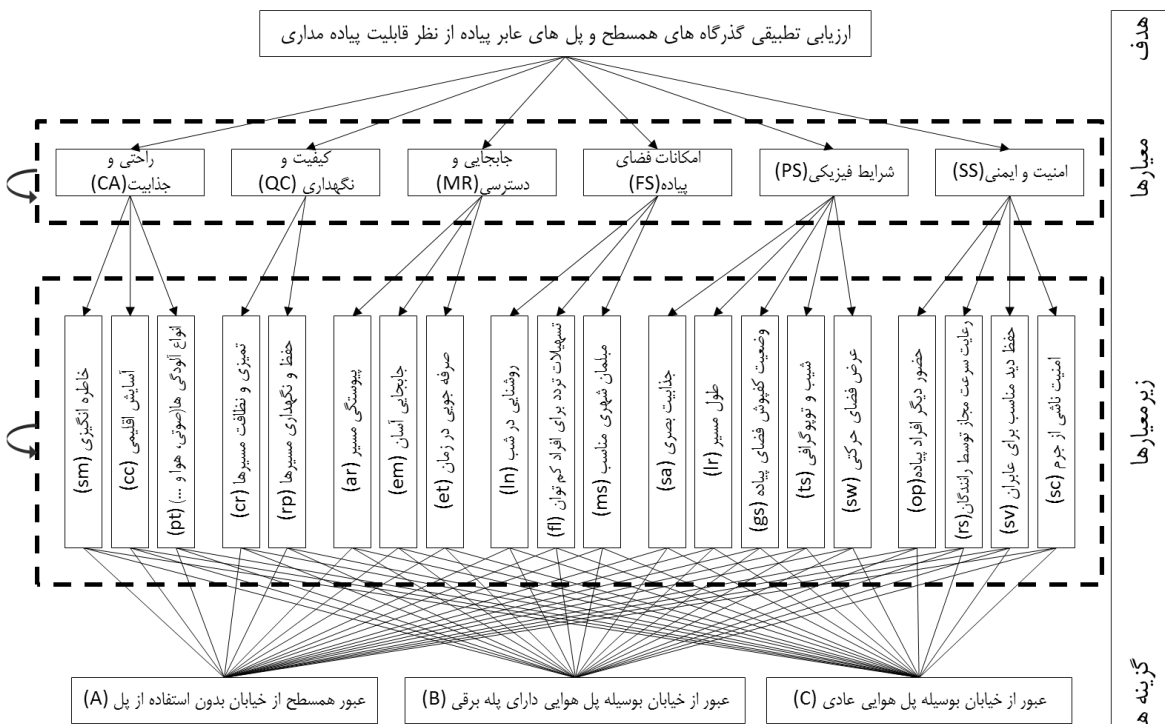 هدف
ارزیابی تطبیقی گذرگاه های همسطح و پل های عابر پیاده از نظر قابلیت پیاده مداری
معیارها
امنیت و ایمنی(SS)
شرایط فیزیکی(PS)
امکانات فضای
پیاده(FS)
جابجایی و
دسترسی(MR)
کیفیت و
نگهداری(QC)
راحتی و
جذابیت(CA)
زیرمعیارها
امنیت ناشی از جرم (sc)
حفظ دید مناسب برای عابران (sv)
رعایت سرعت مجاز توسط رانندگان(rs)
حضور دیگر افراد پیاده(op)
عرض فضای حرکتی (sw)
شیب و توپوگرافی (ts)
وضعیت کفپوش فضای پیاده (gs)
طول مسیر (lr)
جذابیت بصری (sa)
مبلمان شهری مناسب (ms)
تسهیلات تردد برای افراد کم توان (fl)
روشنایی در شب (ln)
صرفه جویی در زمان (et)
جابجایی آسان (em)
پیوستگی مسیر (ar)
حفظ و نگهداری مسیرها (rp)
تمیزی و نظافت مسیرها (cr)
انواع آلودگی ها(صوتی، هوا و ...) (pt)
آسایش اقلیمی (cc)
خاطره انگیزی (sm)
گزینه ه
عبور از خیابان بوسیله پل هوایی عادی (C)
عبور از خیابان بوسیله پل هوایی دارای پله برقی (B)
عبور همسطح از خیابان بدون استفاده از پل (A)